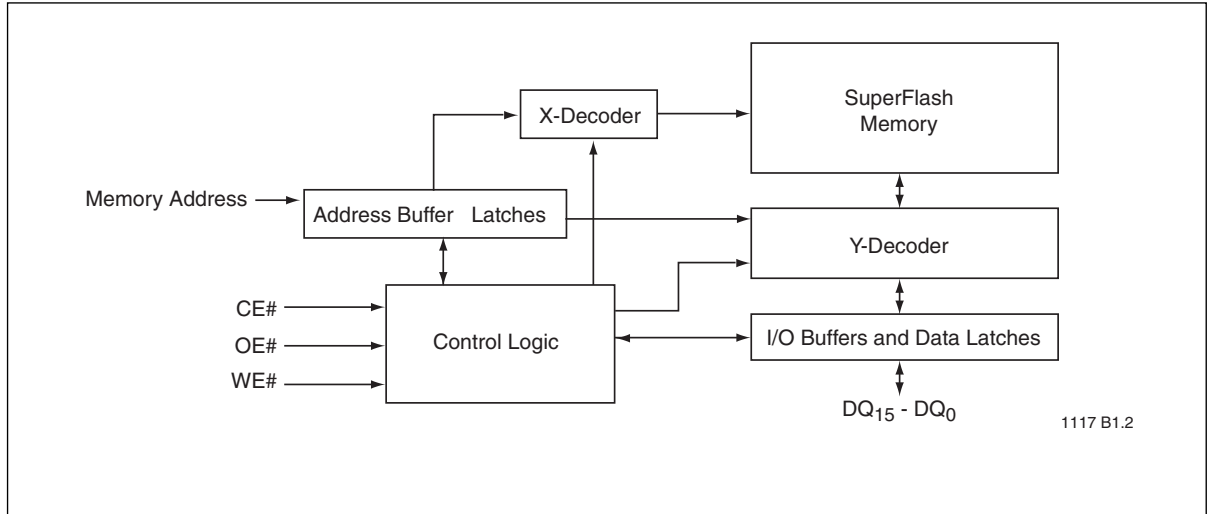 SuperFlash
Memory
X-Decoder
Memory Address
Address Buffer Latches
Y-Decoder
CE#
OE#
WE#
Control Logic
I/O Buffers and Data Latches
DQ15 - DQ0
1117 B1.2